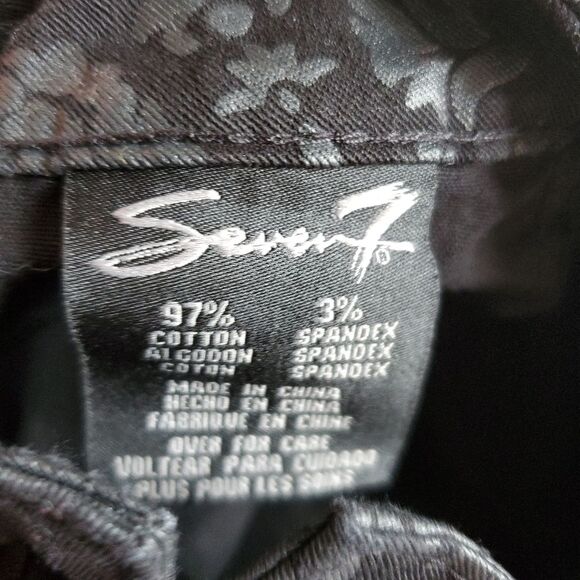 Seven7®
97% 3%
COTTON SPANDEX
ALGODON SPANDEX
COTON SPANDEX
MADE IN CHINA
HECHO EN CHINA
FABRIQUE EN CHINE
OVER FOR CARE
VOLTEAR PARA CUIDADO
PLUS POUR LES SOINS